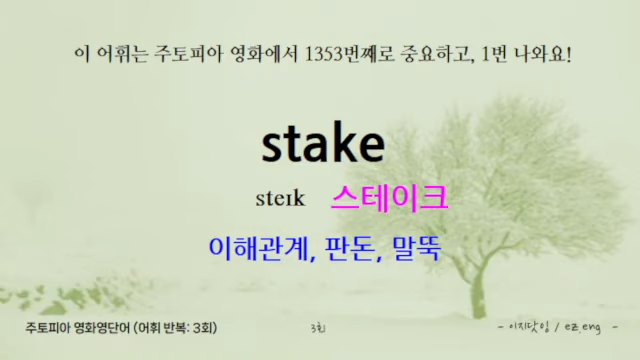 이 어휘는 주토피아 영화에서 1353번째로 중요하고, 1번 나와요!
stake
steɪk 스테이크
이해관계, 판돈, 말뚝
주토피아 영화영단어 (어휘 반복: 3회) 3회 - 이지닷잉 / ez.eng -